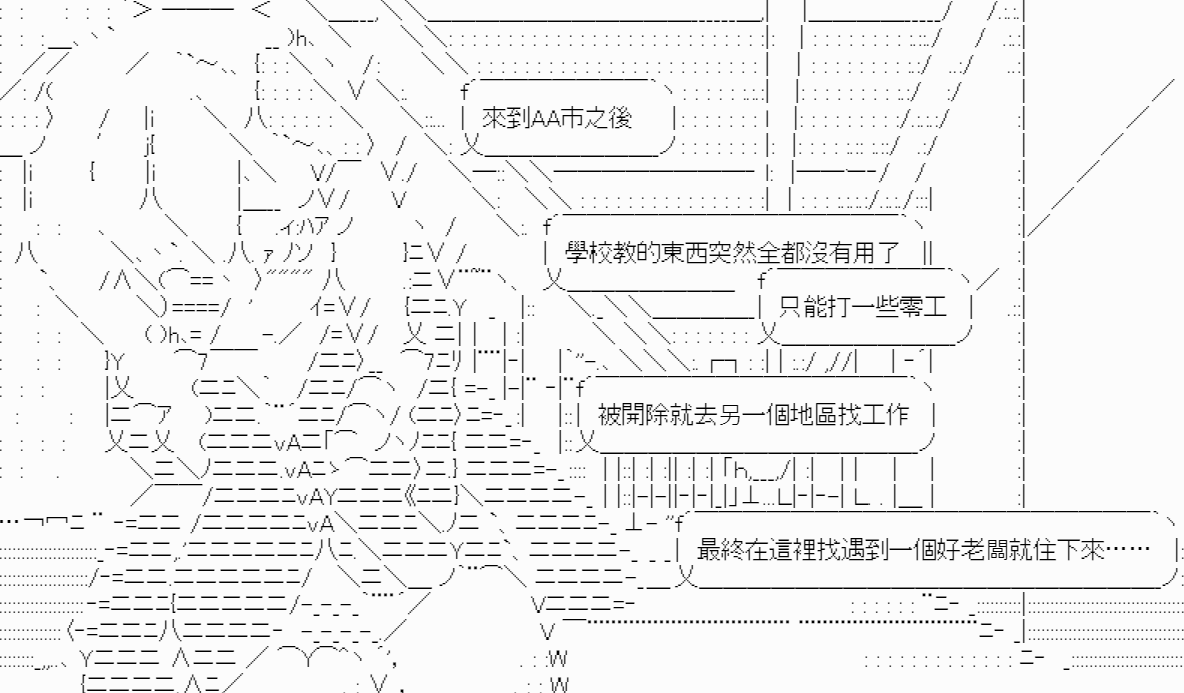 來到AA市之後
學校教的東西突然全都沒有用了
只能打一些零工
被開除就去另一個地區找工作
最終在這裡找遇到一個好老闆就住下來……